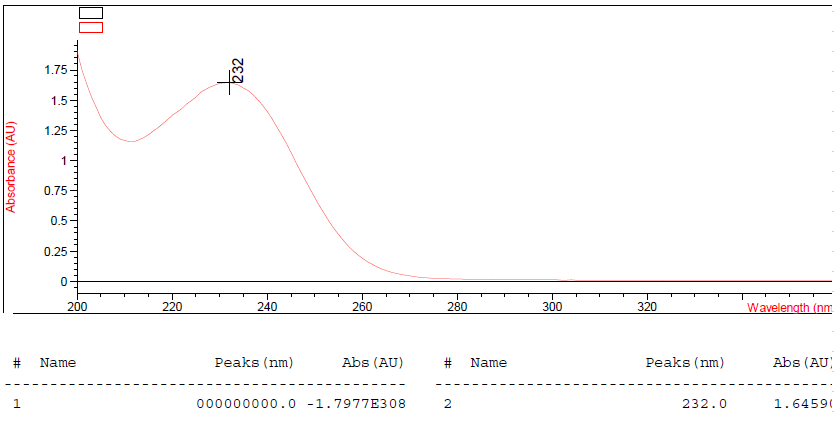 232
Absorbance (AU)
1.75
1.5
1.25
1
0.75
0.5
0.25
0
200 220 240 260 280 300 320
Wavelength (nm
# Name Peaks(nm) Abs(AU) # Name Peaks(nm) Abs(AU)
1 000000000.0 -1.7977E308 2 232.0 1.64590